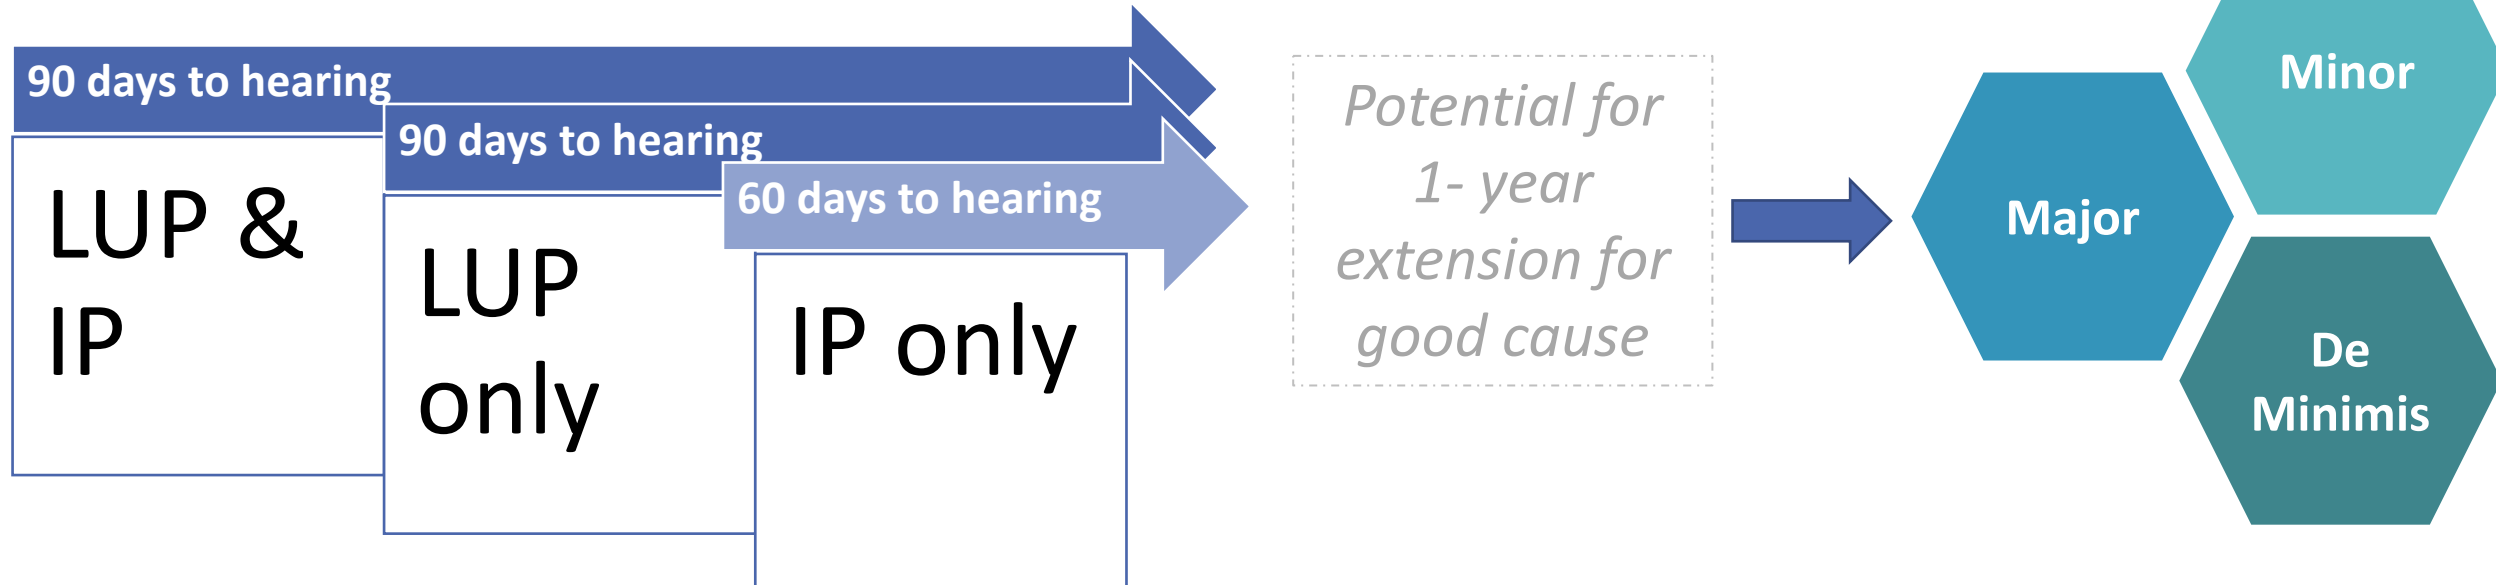 90 days to hearing
LUP &
IP
90 days to hearing
LUP
only
60 days to hearing
IP only
Potential for
1- year
extension for
good cause
Major
Minor
De
Minimis